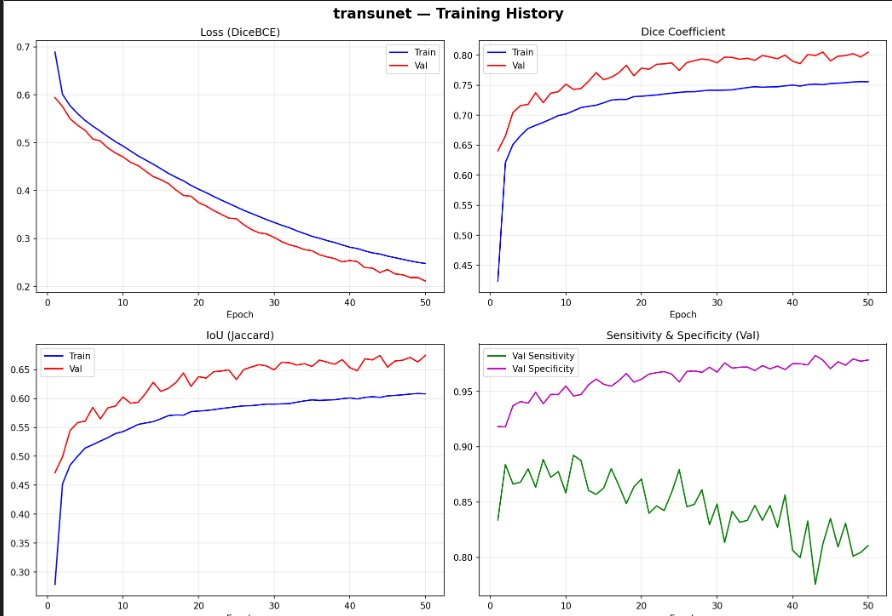 transunet — Training History
Loss (DiceBCE)
0.7
0.6
0.5
0.4
0.3
0.2
Train
Val
0 10 20 30 40 50
Epoch
Dice Coefficient
0.80
0.75
0.70
0.65
0.60
0.55
0.50
0.45
Train
Val
0 10 20 30 40 50
Epoch
IoU (Jaccard)
0.65
0.60
0.55
0.50
0.45
0.40
0.35
0.30
Train
Val
0 10 20 30 40 50
Sensitivity & Specificity (Val)
0.95
0.90
0.85
0.80
Val Sensitivity
Val Specificity
0 10 20 30 40 50